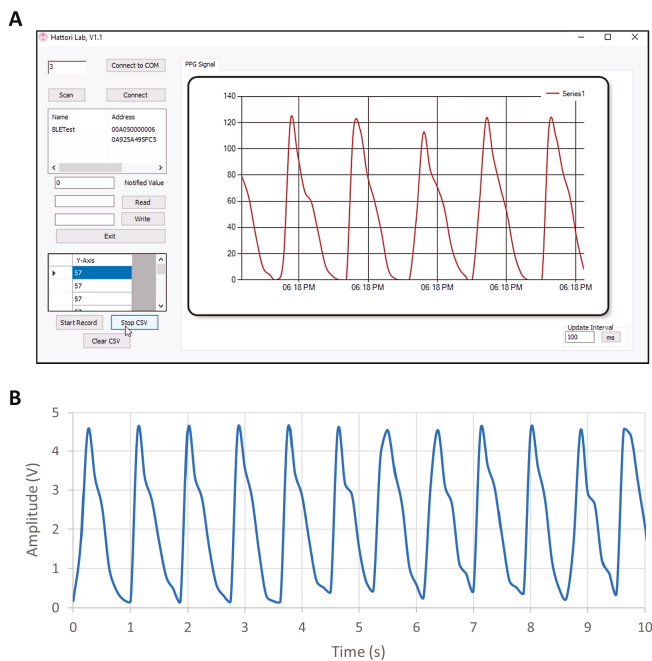 A
Hattori Lab, V1.1
3
Connect to COM
Scan
Connect
Name Address
BLETest 00A050000006
0A925A495FC5
0 Notified Value
Read
Write
Exit
Y-Axis
57
57
57
Start Record Stop CSV
Clear CSV
PPG Signal
Series1
140
120
100
80
60
40
20
0
06:18 PM 06:18 PM 06:18 PM 06:18 PM 06:18 PM
Update Interval
100 ms
B
Amplitude (V)
5
4
3
2
1
0
0 1 2 3 4 5 6 7 8 9 10
Time (s)